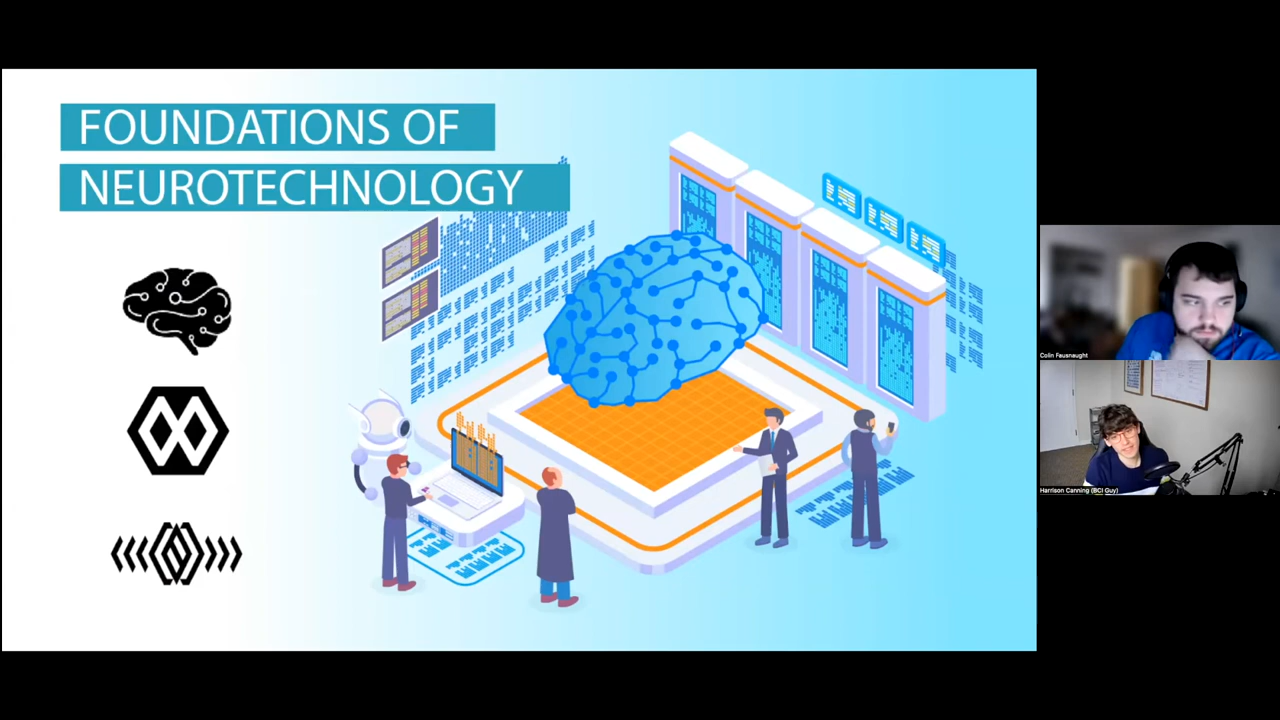 FOUNDATIONS OF
NEUROTECHNOLOGY
Colin Fausnaught
Harrison Canning (BCI Guy)